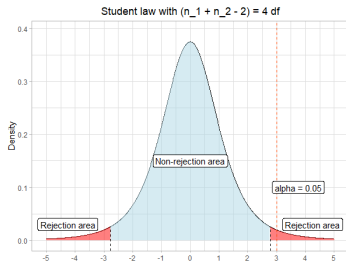 Student law with (n_1 + n_2 - 2) = 4 df
0.4
0.3
0.2
0.1
0.0
Density
Non-rejection area
alpha = 0.05
Rejection area
Rejection area
-5 -4 -3 -2 -1 0 1 2 3 4 5